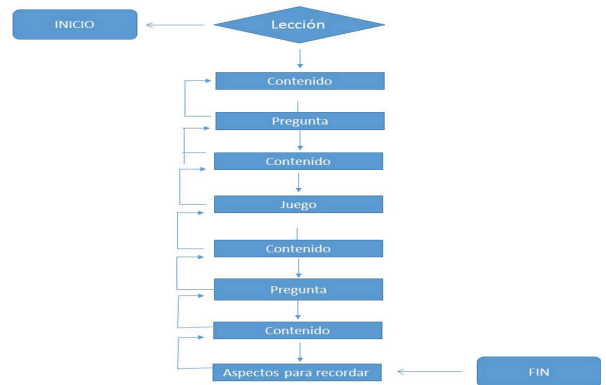 INICIO
Lección
Contenido
Pregunta
Contenido
Juego
Contenido
Pregunta
Contenido
Aspectos para recordar
FIN